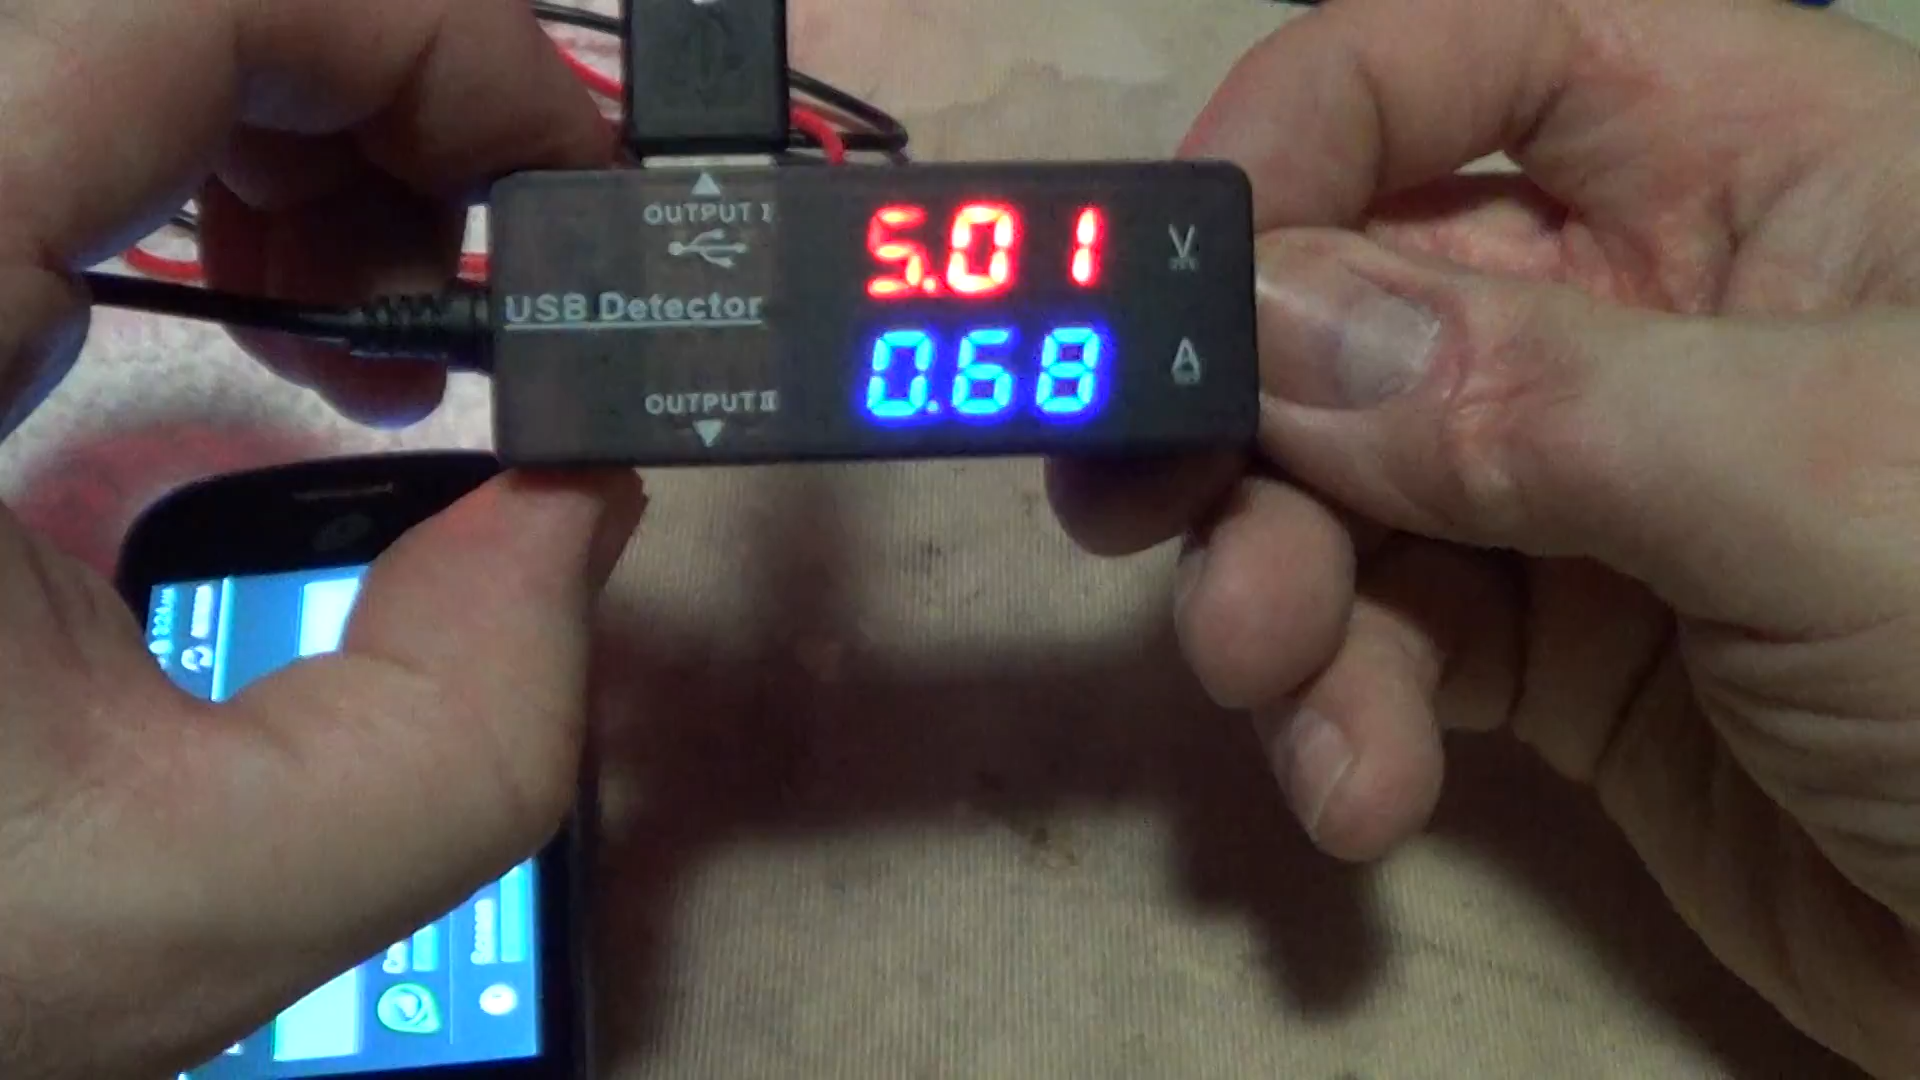 OUTPUT I
5.01 V
USB Detector
0.68 A
OUTPUT II